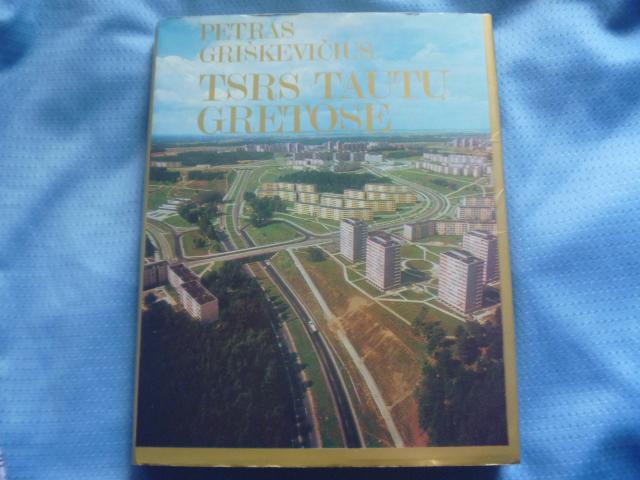 PETRAS
GRIŠKEVIČIUS
TSRS TAUTŲ
GRETOSE